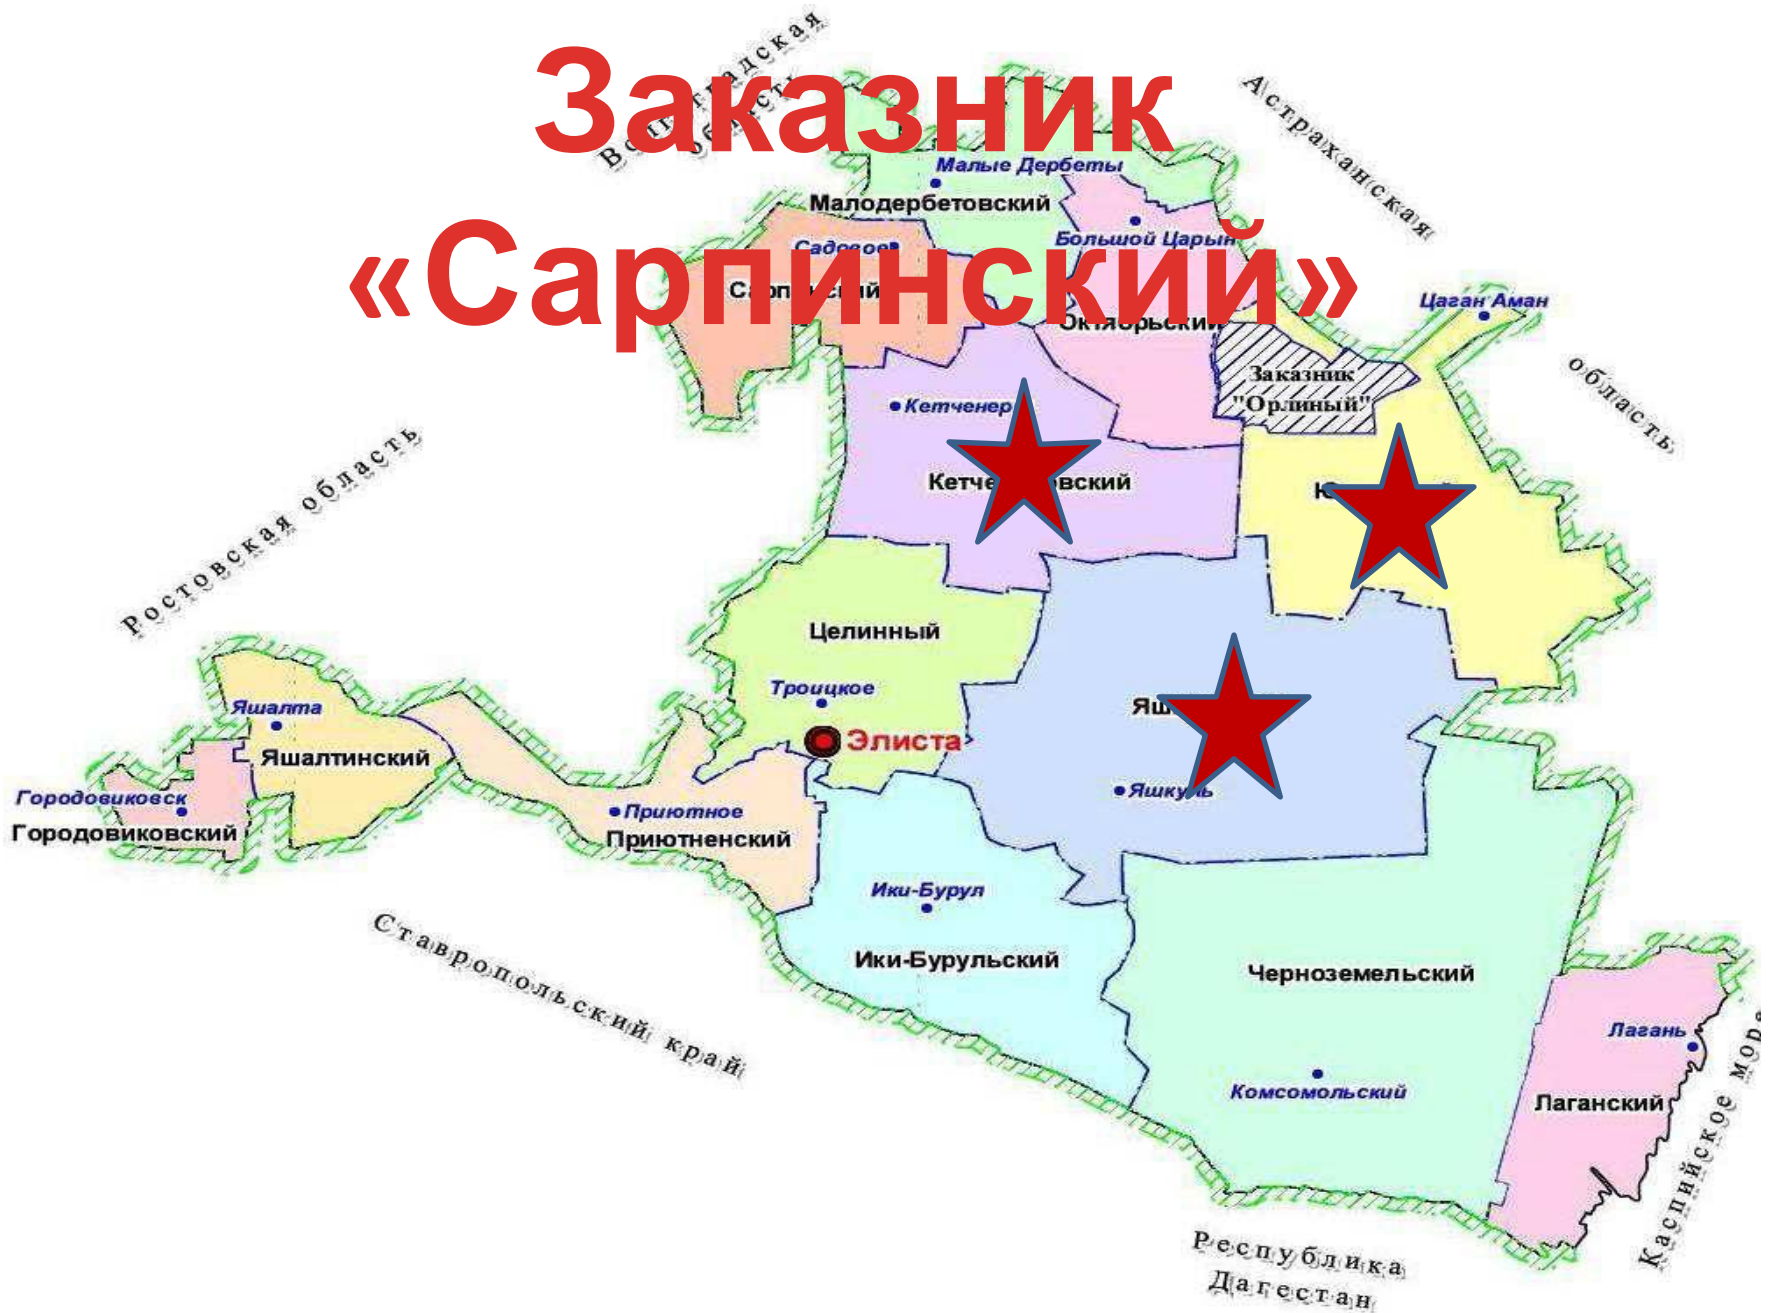 Заказник
«Сарпинский»
Астраханская
область
Малые Дербеты
Малодербетовский
Садовое
Большой Царын
Октябрьский
Цаган Аман
Заказник
"Орлиный"
Ростовская область
Целинный
Троицкое
Элиста
Яшкуль
Яшалта
Яшалтинский
Городовиковск
Городовиковский
Приютное
Приютненский
Ики-Бурул
Ики-Бурульский
Черноземельский
Комсомольский
Лагань
Лаганский
Ставропольский край
Каспийское море
Республика
Дагестан